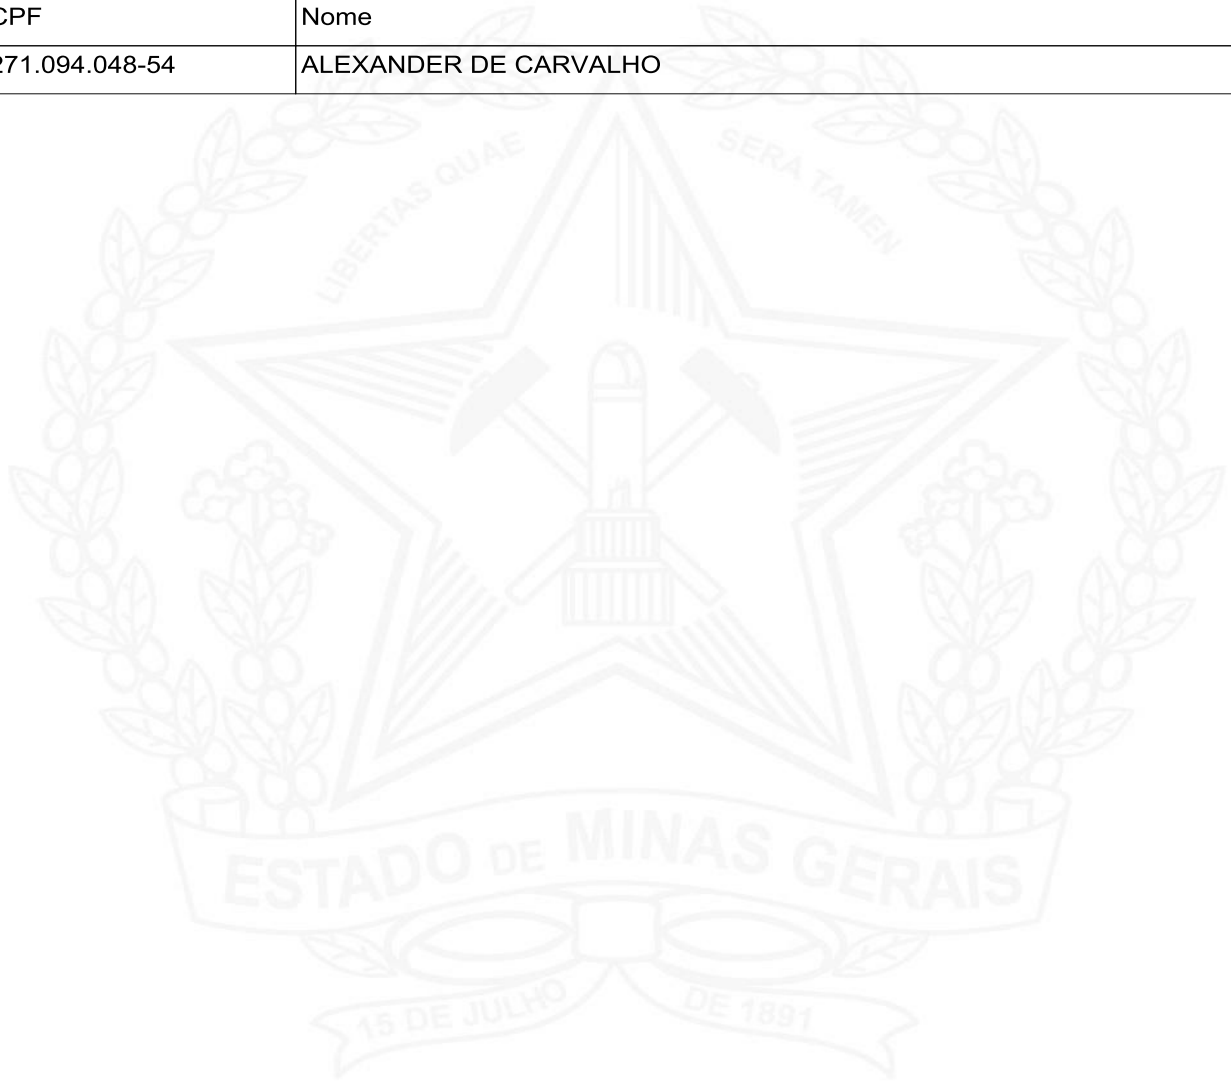 CPF Nome
271.094.048-54 ALEXANDER DE CARVALHO
LIBERTAS QUAE SERA TAMEN
ESTADO DE MINAS GERAIS
15 DE JULHO DE 1891